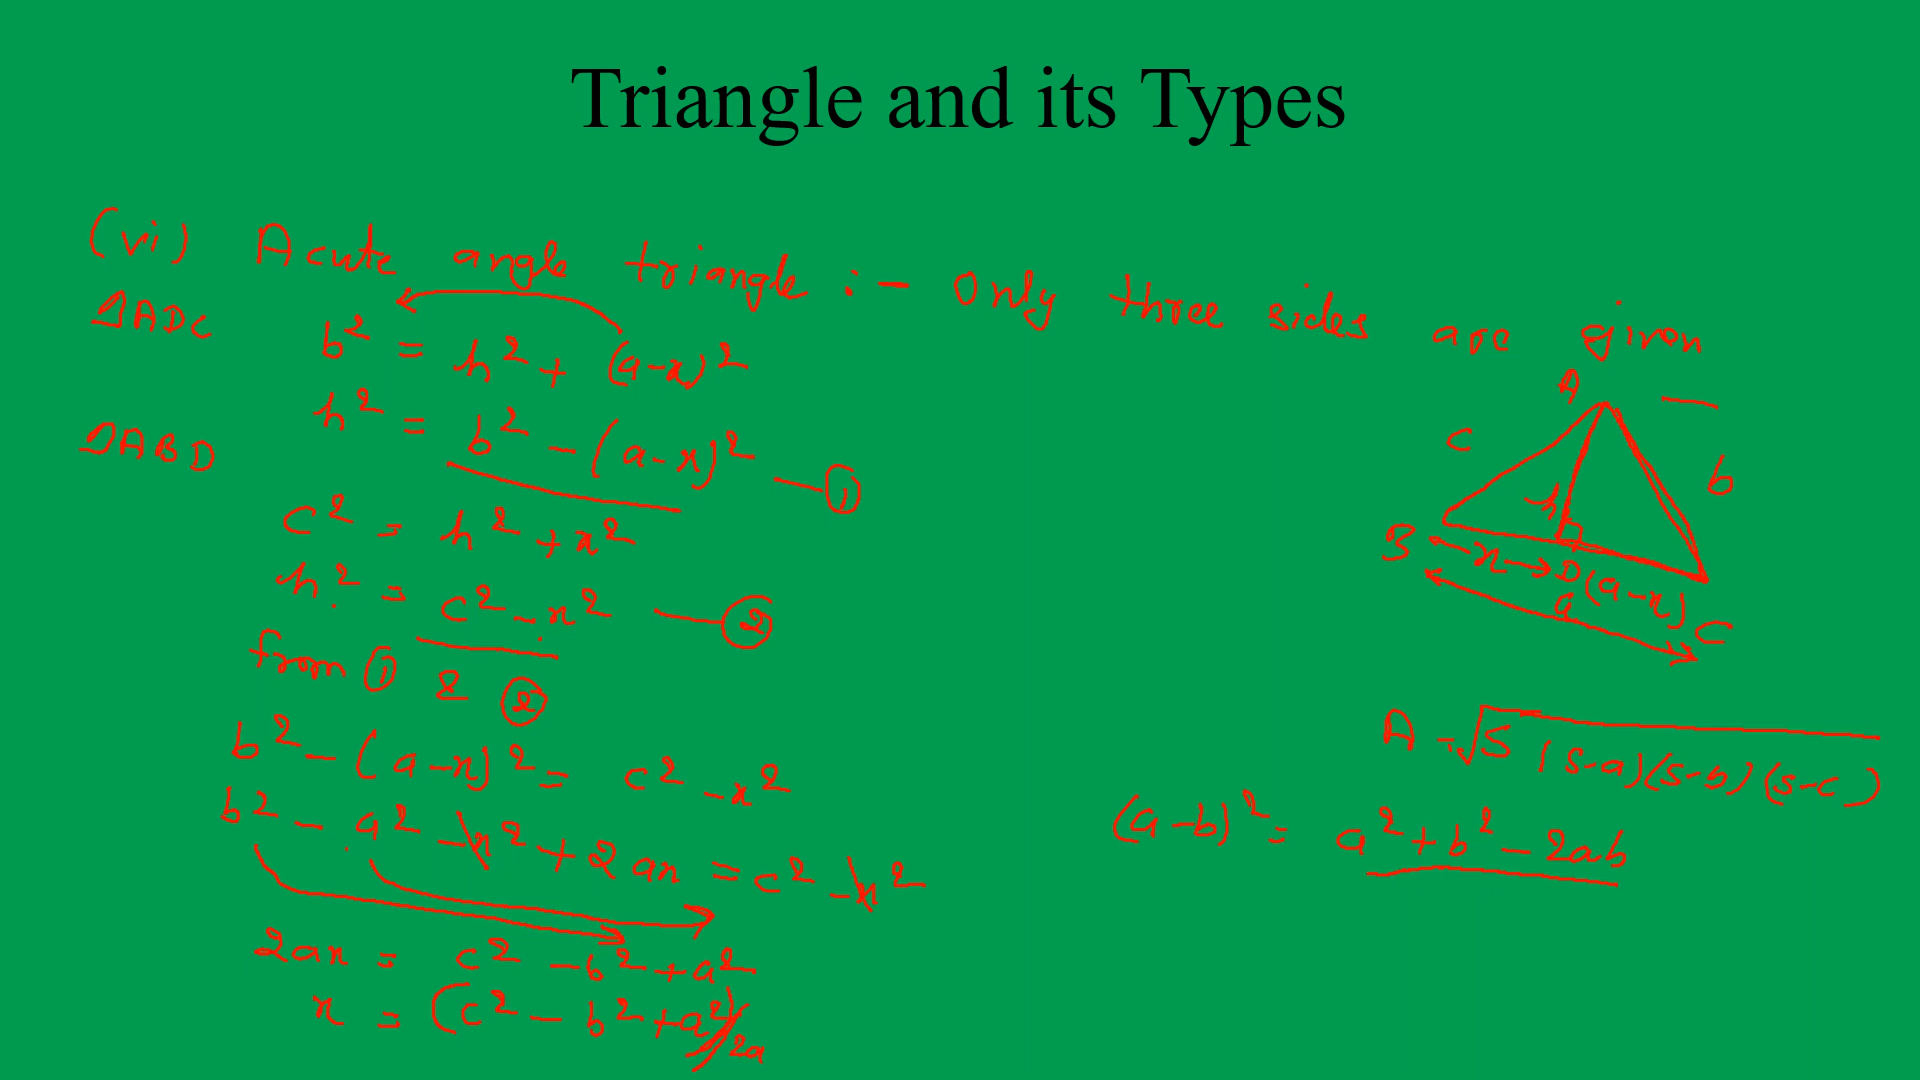 Triangle and its Types
(vi) Acute angle triangle :- Only three sides are given
△ADC
b² = h² + (a-x)²
h² = b² - (a-x)² — ①
△ABD
c² = h² + x²
h² = c² - x² — ②
from ① & ②
b² - (a-x)² = c² - x²
b² - a² - x² + 2ax = c² - x²
2ax = c² - b² + a²
x = (c² - b² + a²)/2a
A
c
b
h
B
x
D
(a-x)
a
C
A = √S(S-a)(S-b)(S-c)
(a-b)² = a² + b² - 2ab